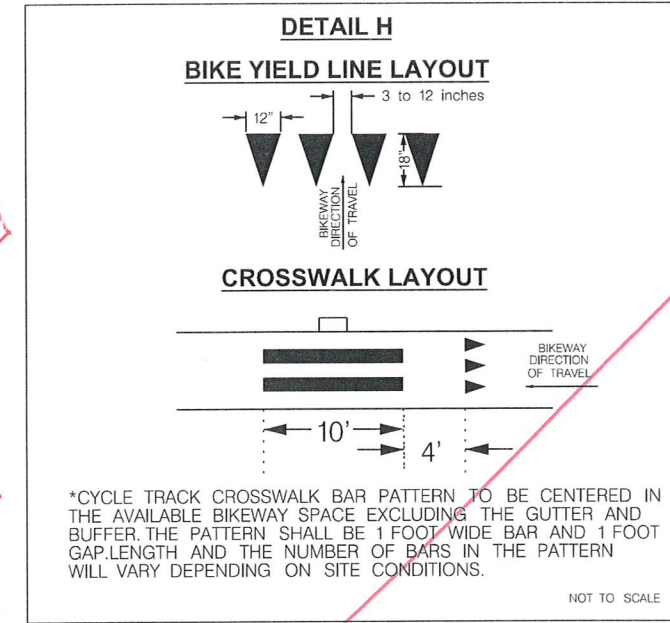 DETAIL H
BIKE YIELD LINE LAYOUT
3 to 12 inches
12"
18"
BIKEWAY
DIRECTION
OF TRAVEL
CROSSWALK LAYOUT
BIKEWAY
DIRECTION
OF TRAVEL
10'
4'
*CYCLE TRACK CROSSWALK BAR PATTERN TO BE CENTERED IN
THE AVAILABLE BIKEWAY SPACE EXCLUDING THE GUTTER AND
BUFFER. THE PATTERN SHALL BE 1 FOOT WIDE BAR AND 1 FOOT
GAP.LENGTH AND THE NUMBER OF BARS IN THE PATTERN
WILL VARY DEPENDING ON SITE CONDITIONS.
NOT TO SCALE